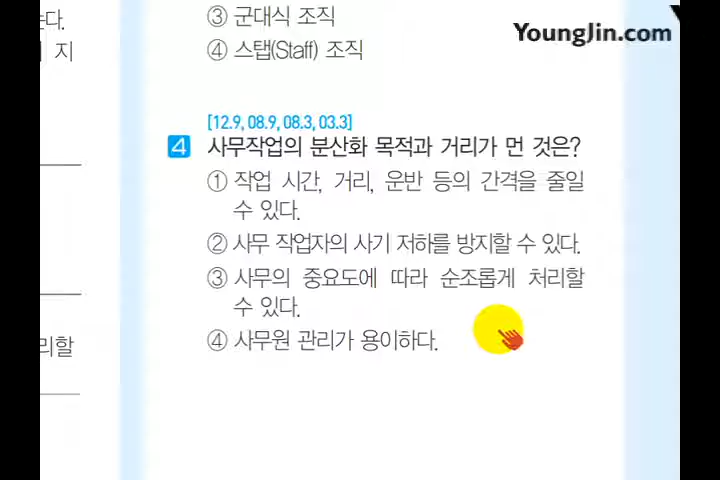 는다.
지
③ 군대식 조직
④ 스탭(Staff) 조직
YoungJin.com
[12.9, 08.9, 08.3, 03.3]
4 사무작업의 분산화 목적과 거리가 먼 것은?
① 작업 시간, 거리, 운반 등의 간격을 줄일
수 있다.
② 사무 작업자의 사기 저하를 방지할 수 있다.
③ 사무의 중요도에 따라 순조롭게 처리할
수 있다.
④ 사무원 관리가 용이하다.
리할